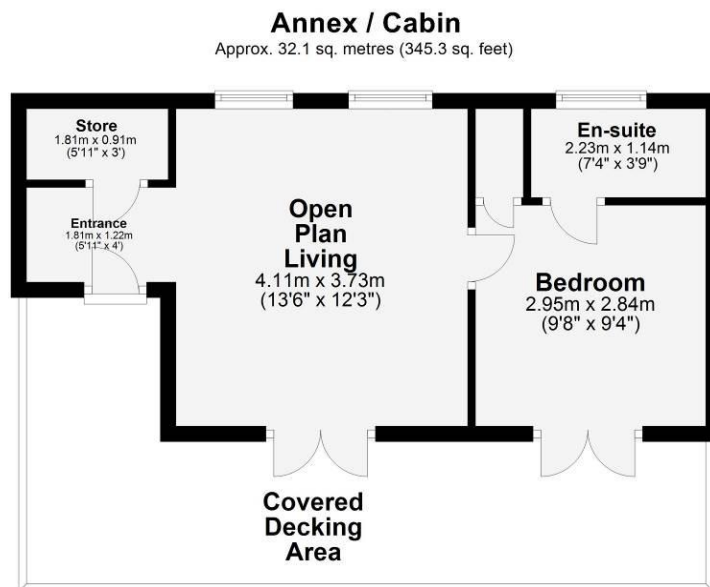 Annex / Cabin
Approx. 32.1 sq. metres (345.3 sq. feet)
Store
1.81m x 0.91m
(5'11" x 3')
En-suite
2.23m x 1.14m
(7'4" x 3'9")
Entrance
1.81m x 1.22m
(5'11" x 4')
Open
Plan
Living
4.11m x 3.73m
(13'6" x 12'3")
Bedroom
2.95m x 2.84m
(9'8" x 9'4")
Covered
Decking
Area